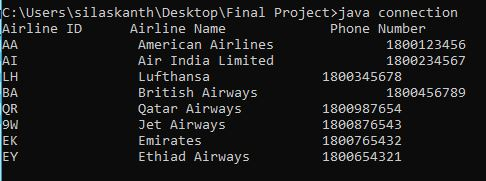 C:\Users\silaskanth\Desktop\Final Project>java connection
Airline ID Airline Name Phone Number
AA American Airlines 1800123456
AI Air India Limited 1800234567
LH Lufthansa 1800345678
BA British Airways 1800456789
QR Qatar Airways 1800987654
9W Jet Airways 1800876543
EK Emirates 1800765432
EY Ethiad Airways 1800654321